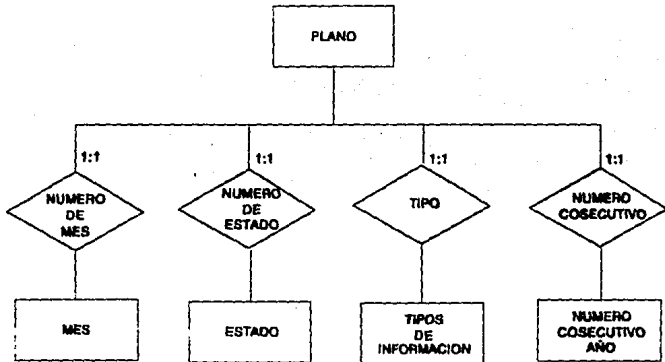 PLANO
1:1
1:1
1:1
1:1
NUMERO
DE
MES
NUMERO
DE
ESTADO
TIPO
NUMERO
COSECUTIVO
MES
ESTADO
TIPOS
DE
INFORMACION
NUMERO
COSECUTIVO
AÑO